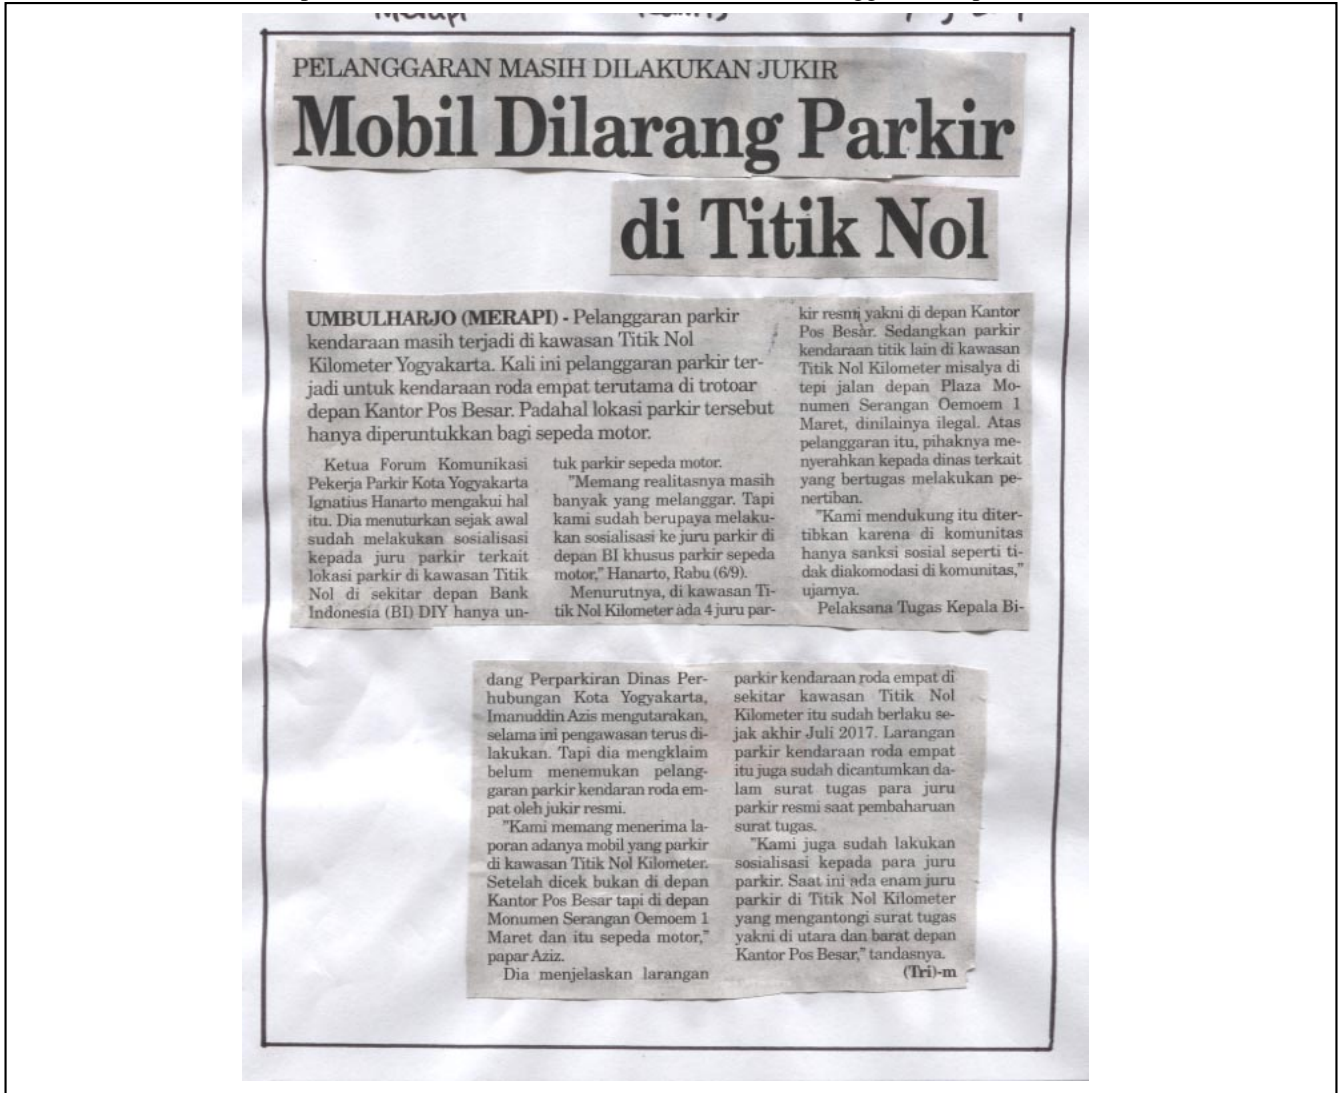 PELANGGARAN MASIH DILAKUKAN JUKIR
Mobil Dilarang Parkir
di Titik Nol
UMBULHARJO (MERAPI) - Pelanggaran parkir
kendaraan masih terjadi di kawasan Titik Nol
Kilometer Yogyakarta. Kali ini pelanggaran parkir ter-
jadi untuk kendaraan roda empat terutama di trotoar
depan Kantor Pos Besar. Padahal lokasi parkir tersebut
hanya diperuntukkan bagi sepeda motor.
Ketua Forum Komunikasi
Pekerja Parkir Kota Yogyakarta
Ignatius Hanarto mengakui hal
itu. Dia menuturkan sejak awal
sudah melakukan sosialisasi
kepada juru parkir terkait
lokasi parkir di kawasan Titik
Nol di sekitar depan Bank
Indonesia (BI) DIY hanya un-
tuk parkir sepeda motor.
"Memang realitasnya masih
banyak yang melanggar. Tapi
kami sudah berupaya melaku-
kan sosialisasi ke juru parkir di
depan BI khusus parkir sepeda
motor," Hanarto, Rabu (6/9).
Menurutnya, di kawasan Ti-
tik Nol Kilometer ada 4 juru par-
kir resmi yakni di depan Kantor
Pos Besar. Sedangkan parkir
kendaraan titik lain di kawasan
Titik Nol Kilometer misalya di
tepi jalan depan Plaza Mo-
numen Serangan Oemoem 1
Maret, dinilainya ilegal. Atas
pelanggaran itu, pihaknya me-
nyerahkan kepada dinas terkait
yang bertugas melakukan pe-
nertiban.
"Kami mendukung itu diter-
tibkan karena di komunitas
hanya sanksi sosial seperti ti-
dak diakomodasi di komunitas,"
ujarnya.
Pelaksana Tugas Kepala Bi-
dang Perparkiran Dinas Per-
hubungan Kota Yogyakarta,
Imanuddin Azis mengutarakan,
selama ini pengawasan terus di-
lakukan. Tapi dia mengklaim
belum menemukan pelang-
garan parkir kendaran roda em-
pat oleh jukir resmi.
"Kami memang menerima la-
poran adanya mobil yang parkir
di kawasan Titik Nol Kilometer.
Setelah dicek bukan di depan
Kantor Pos Besar tapi di depan
Monumen Serangan Oemoem 1
Maret dan itu sepeda motor,"
papar Aziz.
Dia menjelaskan larangan
parkir kendaraan roda empat di
sekitar kawasan Titik Nol
Kilometer itu sudah berlaku se-
jak akhir Juli 2017. Larangan
parkir kendaraan roda empat
itu juga sudah dicantumkan da-
lam surat tugas para juru
parkir resmi saat pembaharuan
surat tugas.
"Kami juga sudah lakukan
sosialisasi kepada para juru
parkir. Saat ini ada enam juru
parkir di Titik Nol Kilometer
yang mengantongi surat tugas
yakni di utara dan barat depan
Kantor Pos Besar," tandasnya.
(Tri)-m